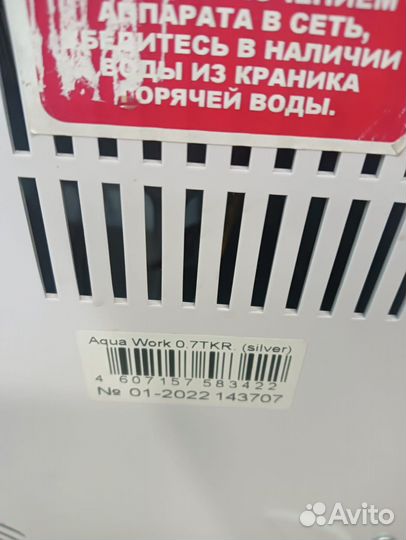 АППАРАТА В СЕТЬ,
УБЕДИТЕСЬ В НАЛИЧИИ
ВОДЫ ИЗ КРАНИКА
ГОРЯЧЕЙ ВОДЫ.
Aqua Work 0.7TKR. (silver)
4 607157 583422
№ 01-2022 143707
Avito